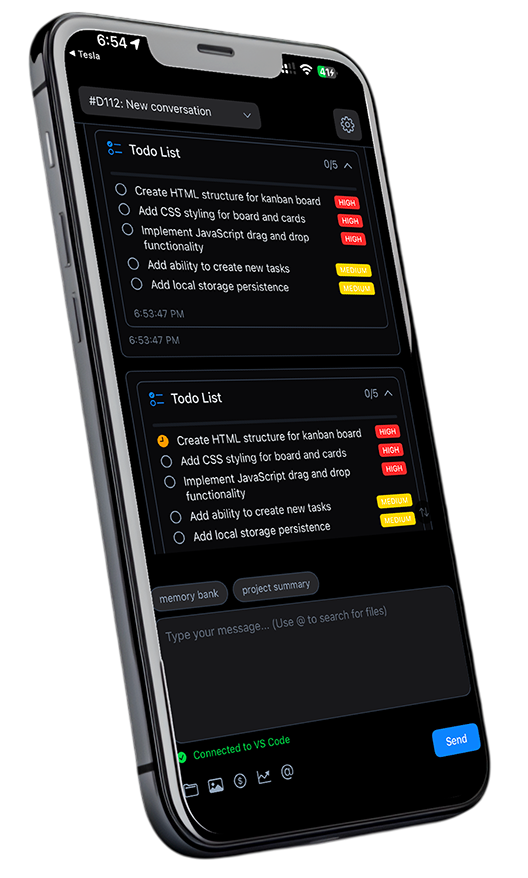 6:54
41
◀ Tesla
#D112: New conversation
Todo List
0/5
Create HTML structure for kanban board
HIGH
Add CSS styling for board and cards
HIGH
Implement JavaScript drag and drop
functionality
HIGH
Add ability to create new tasks
MEDIUM
Add local storage persistence
MEDIUM
6:53:47 PM
6:53:47 PM
Todo List
0/5
Create HTML structure for kanban board
HIGH
Add CSS styling for board and cards
HIGH
Implement JavaScript drag and drop
functionality
HIGH
Add ability to create new tasks
MEDIUM
Add local storage persistence
MEDIUM
memory bank
project summary
Type your message... (Use @ to search for files)
Connected to VS Code
Send